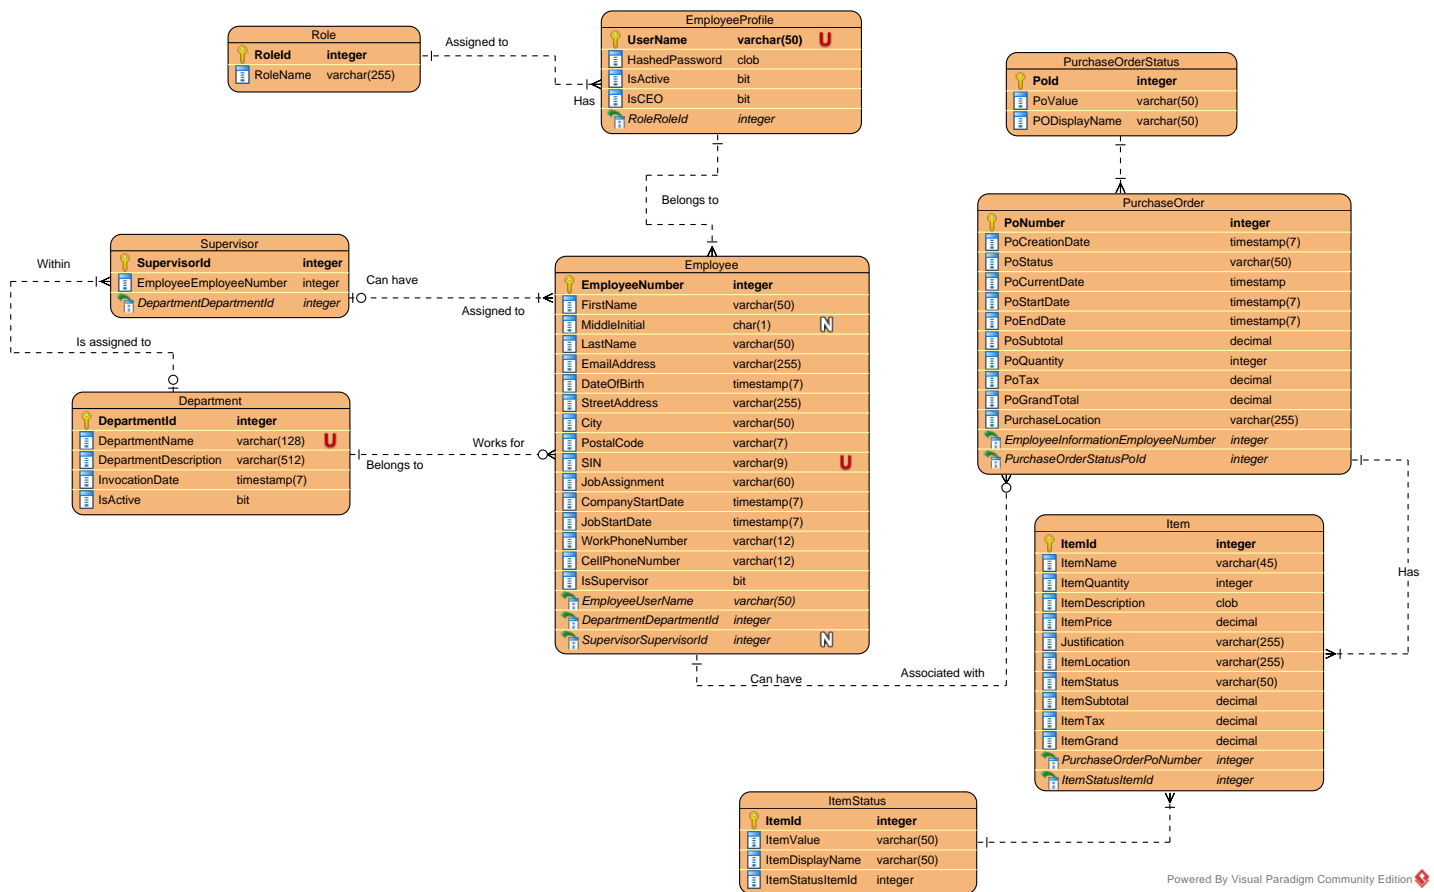 Role
RoleId integer
RoleName varchar(255)
Assigned to
Has
EmployeeProfile
UserName varchar(50) U
HashedPassword clob
IsActive bit
IsCEO bit
RoleRoleId integer
PurchaseOrderStatus
PoId integer
PoValue varchar(50)
PODisplayName varchar(50)
Belongs to
Supervisor
SupervisorId integer
EmployeeEmployeeNumber integer
DepartmentDepartmentId integer
Within
Is assigned to
Can have
Assigned to
Department
DepartmentId integer
DepartmentName varchar(128) U
DepartmentDescription varchar(512)
InvocationDate timestamp(7)
IsActive bit
Works for
Belongs to
Employee
EmployeeNumber integer
FirstName varchar(50)
MiddleInitial char(1) N
LastName varchar(50)
EmailAddress varchar(255)
DateOfBirth timestamp(7)
StreetAddress varchar(255)
City varchar(50)
PostalCode varchar(7)
SIN varchar(9) U
JobAssignment varchar(60)
CompanyStartDate timestamp(7)
JobStartDate timestamp(7)
WorkPhoneNumber varchar(12)
CellPhoneNumber varchar(12)
IsSupervisor bit
EmployeeUserName varchar(50)
DepartmentDepartmentId integer
SupervisorSupervisorId integer N
Can have
Associated with
PurchaseOrder
PoNumber integer
PoCreationDate timestamp(7)
PoStatus varchar(50)
PoCurrentDate timestamp
PoStartDate timestamp(7)
PoEndDate timestamp(7)
PoSubtotal decimal
PoQuantity integer
PoTax decimal
PoGrandTotal decimal
PurchaseLocation varchar(255)
EmployeeInformationEmployeeNumber integer
PurchaseOrderStatusPoId integer
Has
Item
ItemId integer
ItemName varchar(45)
ItemQuantity integer
ItemDescription clob
ItemPrice decimal
Justification varchar(255)
ItemLocation varchar(255)
ItemStatus varchar(50)
ItemSubtotal decimal
ItemTax decimal
ItemGrand decimal
PurchaseOrderPoNumber integer
ItemStatusItemId integer
ItemStatus
ItemId integer
ItemValue varchar(50)
ItemDisplayName varchar(50)
ItemStatusItemId integer
Powered By Visual Paradigm Community Edition